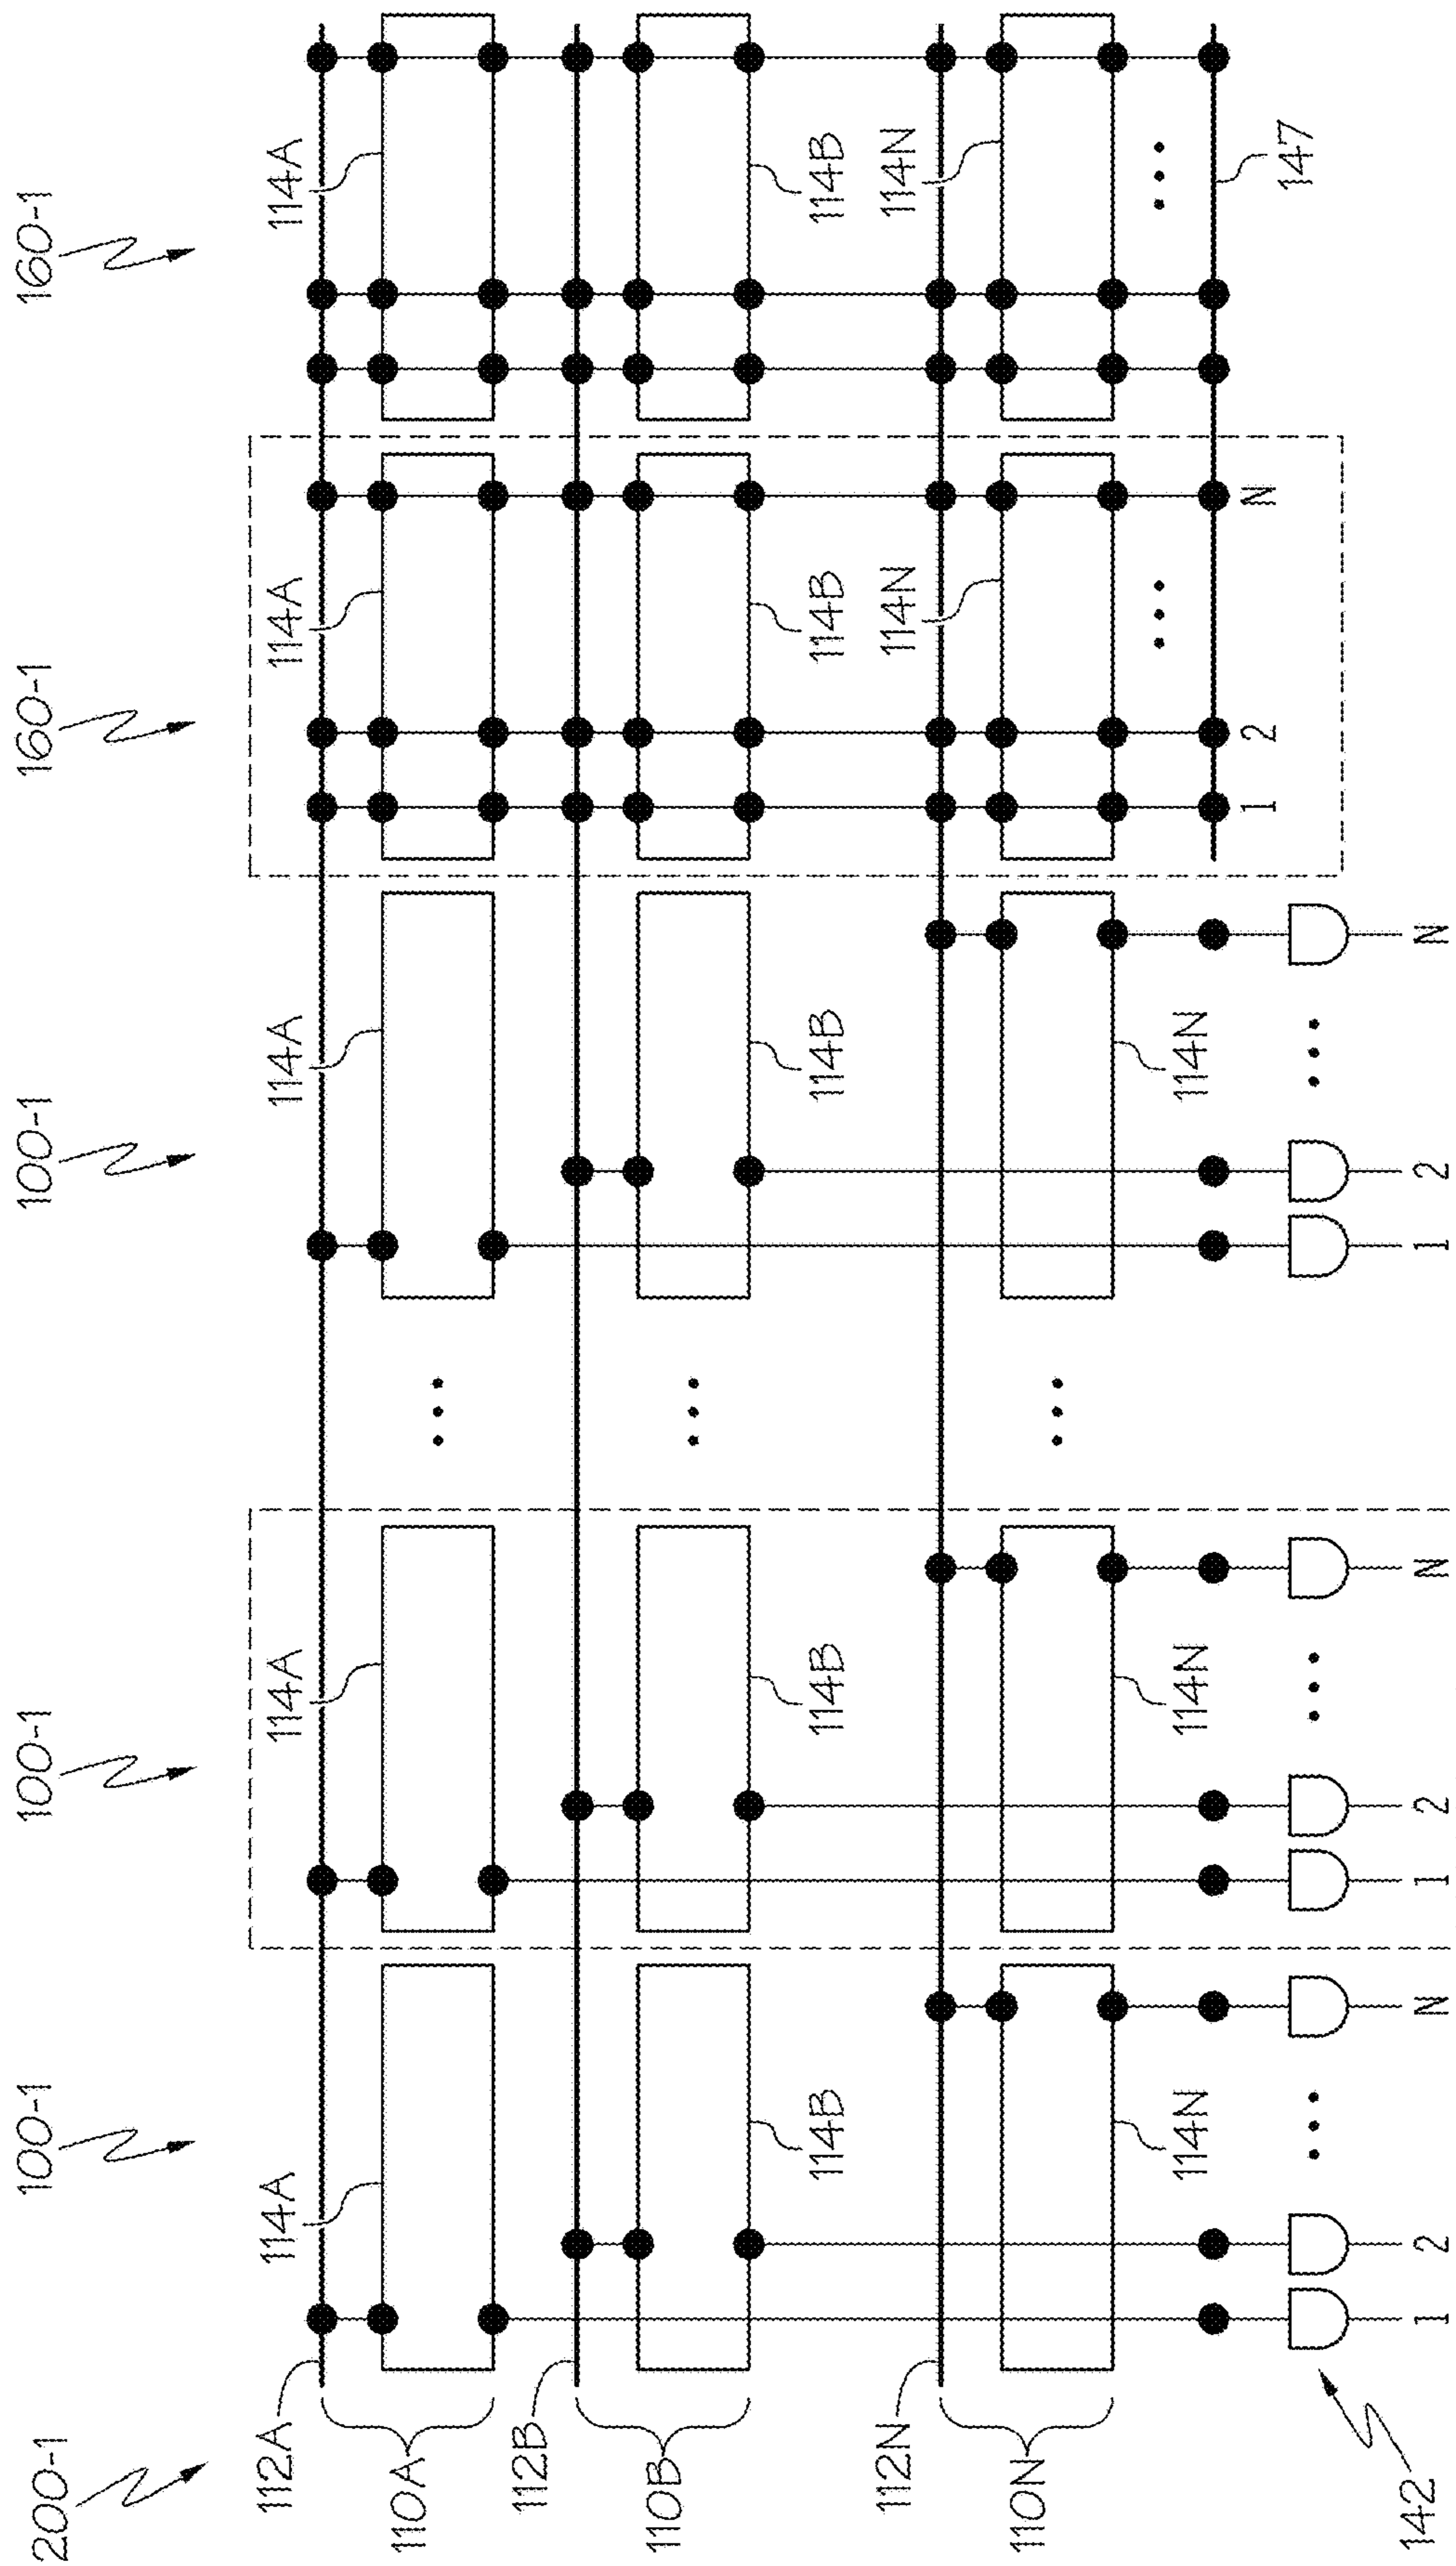 200-1 100-1 100-1 100-1 160-1 160-1
112A 114A 114A 114A 114A 114A
110A
112B
110B
114B 114B 114B 114B 114B
112N 114N 114N
110N
114N 114N 114N
1 2 ... N
147
142
1 2 ... N 1 2 ... N 1 2 ... N